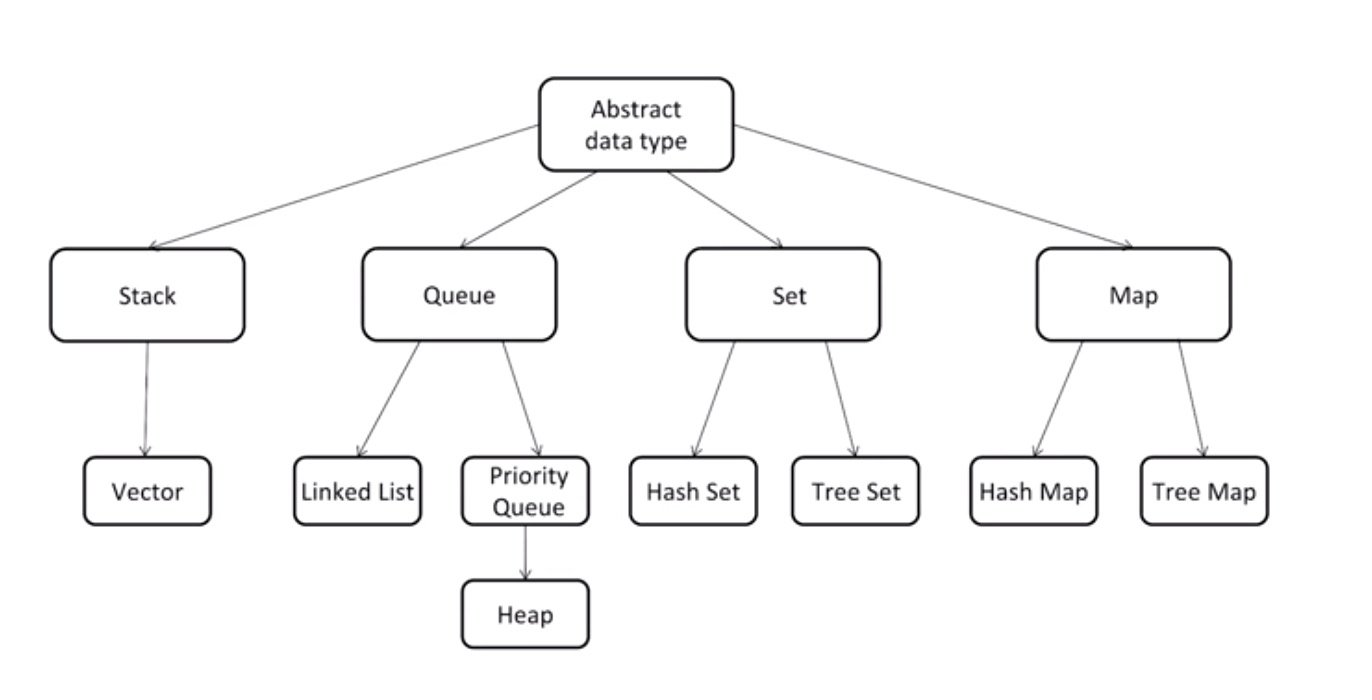 Abstract
data type
Stack
Queue
Set
Map
Vector
Linked List
Priority
Queue
Hash Set
Tree Set
Hash Map
Tree Map
Heap